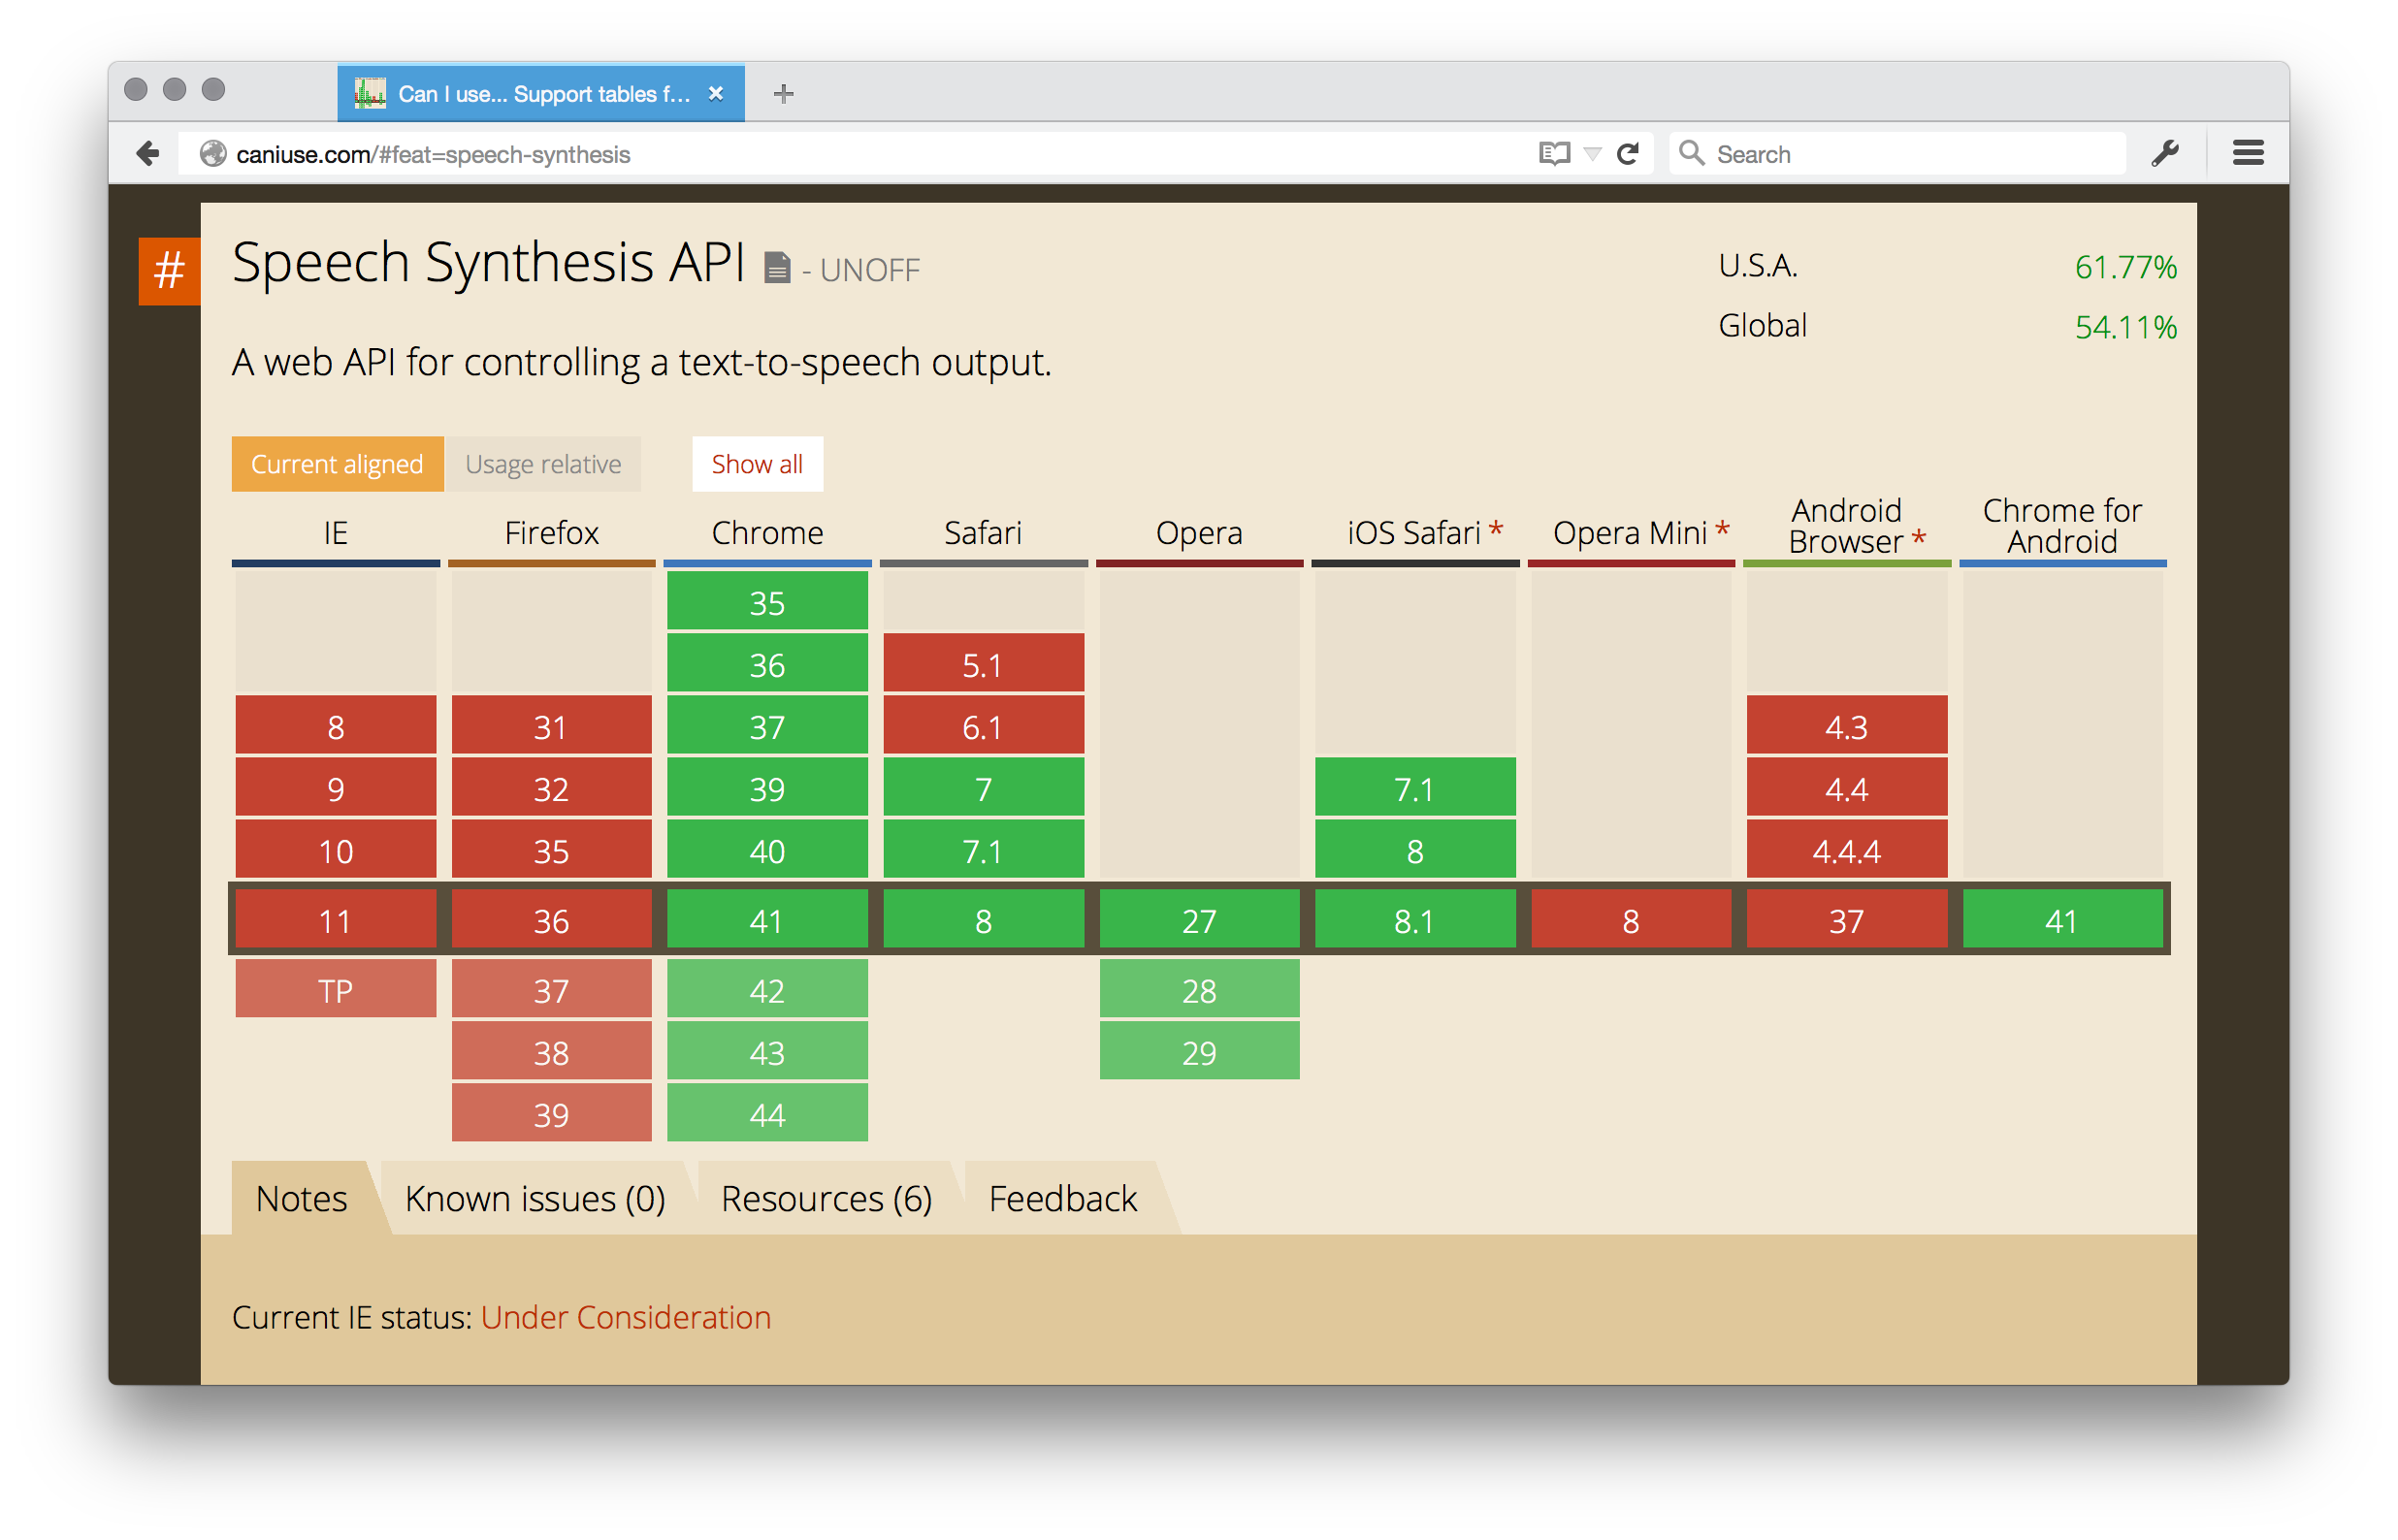 Can I use... Support tables f...
caniuse.com/#feat=speech-synthesis
Search
#
Speech Synthesis API - UNOFF
U.S.A. 61.77%
Global 54.11%
A web API for controlling a text-to-speech output.
Current aligned Usage relative Show all
IE Firefox Chrome Safari Opera iOS Safari * Opera Mini * Android Browser * Chrome for Android
35
36 5.1
8 31 37 6.1 4.3
9 32 39 7 7.1 4.4
10 35 40 7.1 8 4.4.4
11 36 41 8 27 8.1 8 37 41
TP 37 42 28
38 43 29
39 44
Notes Known issues (0) Resources (6) Feedback
Current IE status: Under Consideration